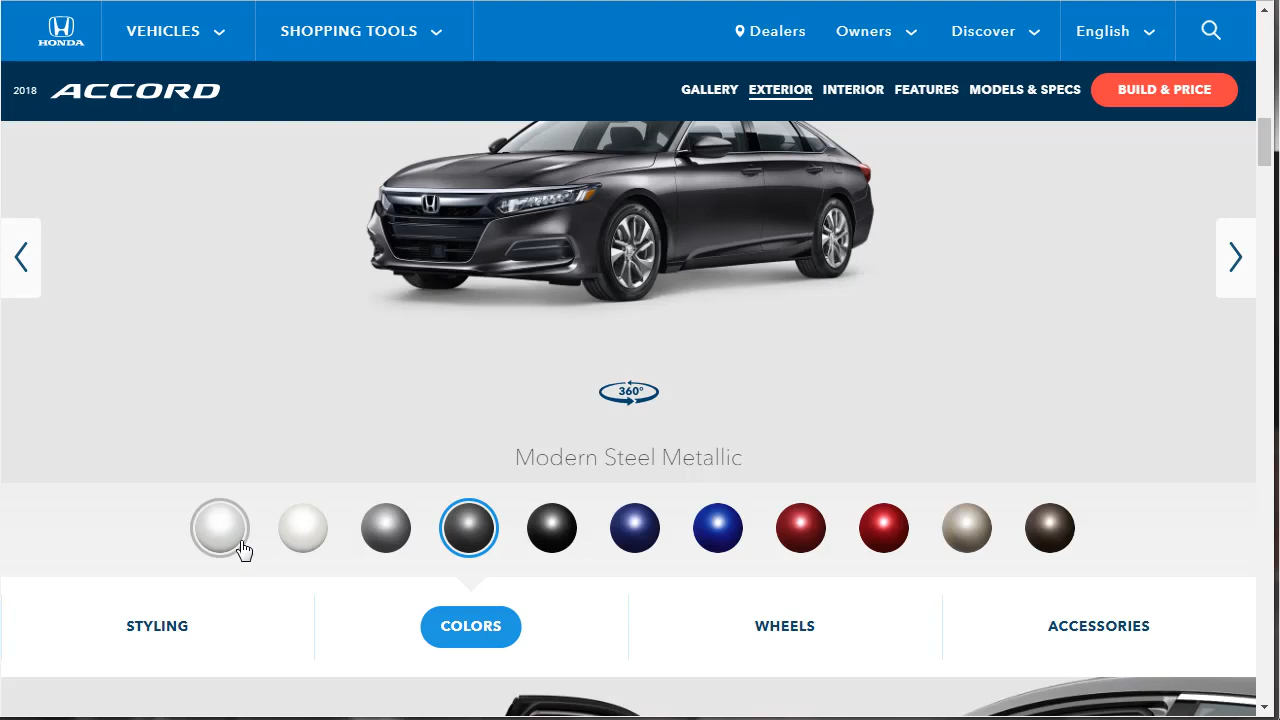 HONDA
VEHICLES
SHOPPING TOOLS
Dealers
Owners
Discover
English
2018 ACCORD
GALLERY
EXTERIOR
INTERIOR
FEATURES
MODELS & SPECS
BUILD & PRICE
360°
Modern Steel Metallic
STYLING
COLORS
WHEELS
ACCESSORIES